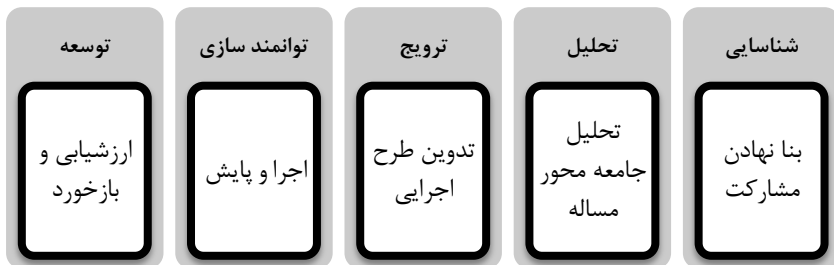 شناسایی
بنا نهادن
مشارکت
تحلیل
تحلیل
جامعه محور
مساله
ترویج
تدوین طرح
اجرایی
توانمند سازی
اجرا و پایش
توسعه
ارزشیابی و
بازخورد